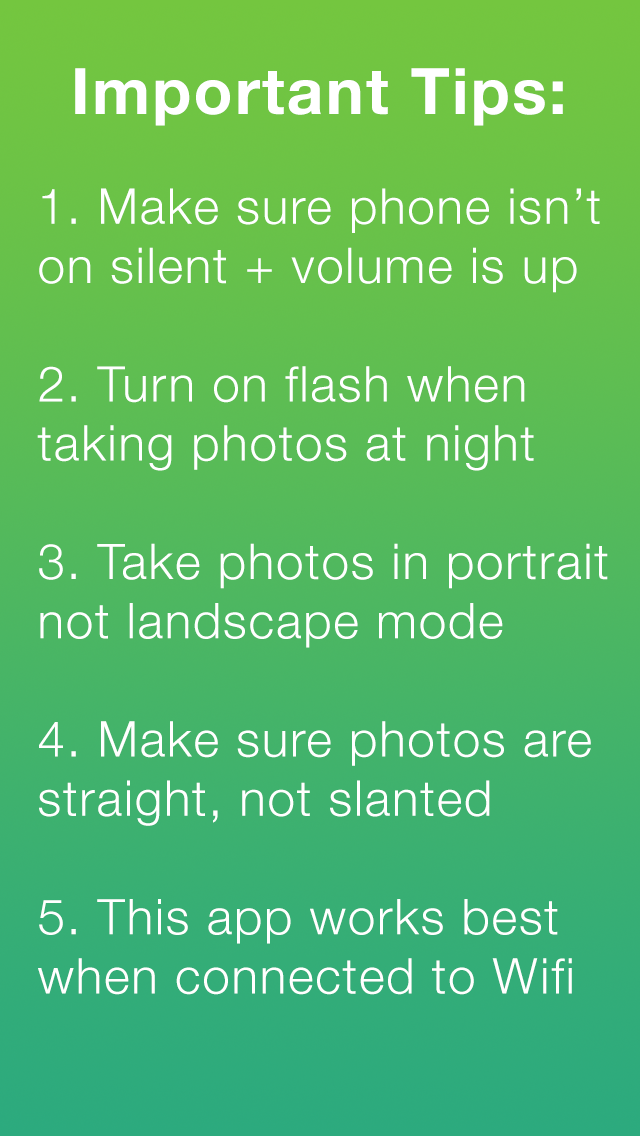 Important Tips:
1. Make sure phone isn’t
on silent + volume is up
2. Turn on flash when
taking photos at night
3. Take photos in portrait
not landscape mode
4. Make sure photos are
straight, not slanted
5. This app works best
when connected to Wifi